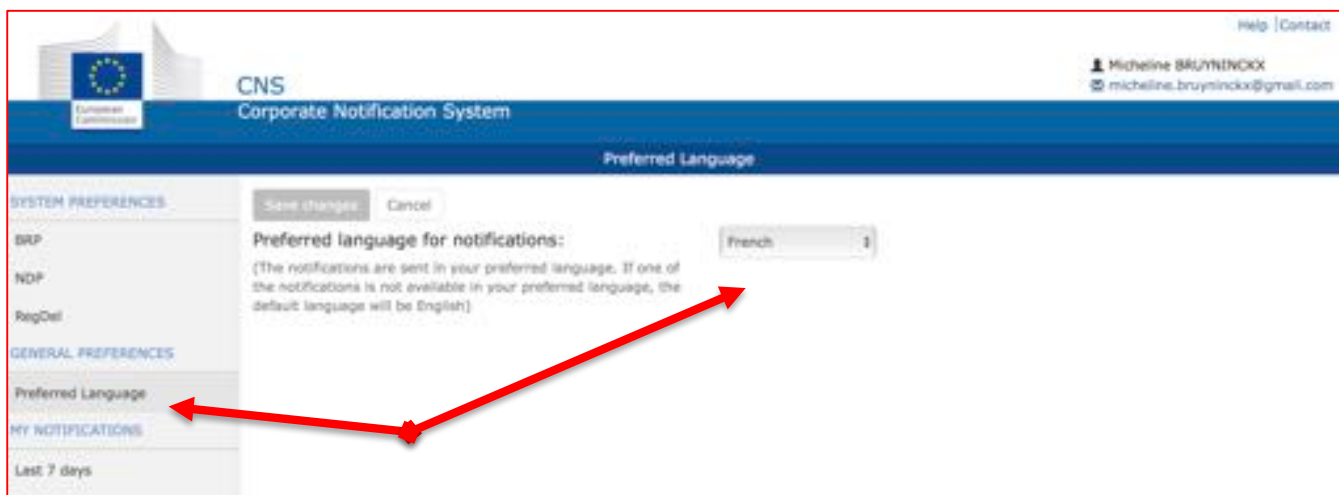 Help | Contact
Micheline BRUYNINCKX
micheline.bruyninckx@gmail.com
CNS
European
Commission
Corporate Notification System
Preferred Language
SYSTEM PREFERENCES
Save changes Cancel
BRP
Preferred language for notifications:
French
(The notifications are sent in your preferred language. If one of
the notifications is not available in your preferred language, the
default language will be English)
NDP
RegDel
GENERAL PREFERENCES
Preferred Language
MY NOTIFICATIONS
Last 7 days